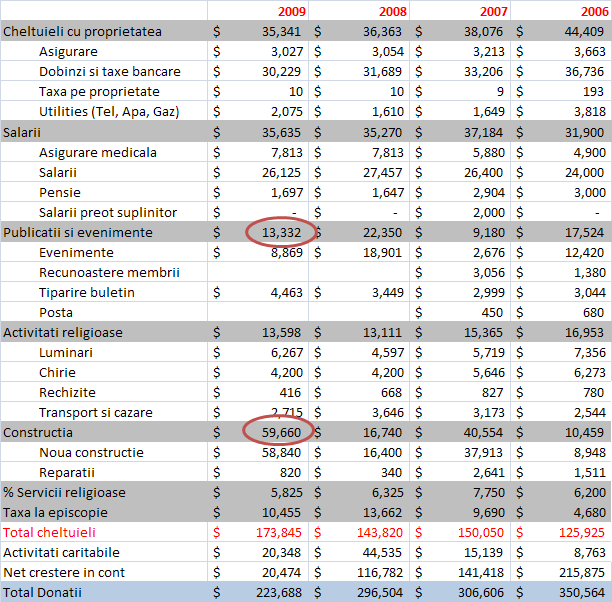 2009 2008 2007 2006
Cheltuieli cu proprietatea $ 35,341 $ 36,363 $ 38,076 $ 44,409
Asigurare $ 3,027 $ 3,054 $ 3,213 $ 3,663
Dobinzi si taxe bancare $ 30,229 $ 31,689 $ 33,206 $ 36,736
Taxa pe proprietate $ 10 $ 10 $ 9 $ 193
Utilities (Tel, Apa, Gaz) $ 2,075 $ 1,610 $ 1,649 $ 3,818
Salarii $ 35,635 $ 35,270 $ 37,184 $ 31,900
Asigurare medicala $ 7,813 $ 7,813 $ 5,880 $ 4,900
Salarii $ 26,125 $ 27,457 $ 26,400 $ 24,000
Pensie $ 1,697 $ 1,647 $ 2,904 $ 3,000
Salarii preot suplinitor $ - $ - $ 2,000 $ -
Publicatii si evenimente $ 13,332 $ 22,350 $ 9,180 $ 17,524
Evenimente $ 8,869 $ 18,901 $ 2,676 $ 12,420
Recunoastere membrii $ 3,056 $ 1,380
Tiparire buletin $ 4,463 $ 3,449 $ 2,999 $ 3,044
Posta $ 450 $ 680
Activitati religioase $ 13,598 $ 13,111 $ 15,365 $ 16,953
Luminari $ 6,267 $ 4,597 $ 5,719 $ 7,356
Chirie $ 4,200 $ 4,200 $ 5,646 $ 6,273
Rechizite $ 416 $ 668 $ 827 $ 780
Transport si cazare $ 2,715 $ 3,646 $ 3,173 $ 2,544
Constructia $ 59,660 $ 16,740 $ 40,554 $ 10,459
Noua constructie $ 58,840 $ 16,400 $ 37,913 $ 8,948
Reparatii $ 820 $ 340 $ 2,641 $ 1,511
% Servicii religioase $ 5,825 $ 6,325 $ 7,750 $ 6,200
Taxa la episcopie $ 10,455 $ 13,662 $ 9,690 $ 4,680
Total cheltuieli $ 173,845 $ 143,820 $ 150,050 $ 125,925
Activitati caritabile $ 20,348 $ 44,535 $ 15,139 $ 8,763
Net crestere in cont $ 20,474 $ 116,782 $ 141,418 $ 215,875
Total Donatii $ 223,688 $ 296,504 $ 306,606 $ 350,564